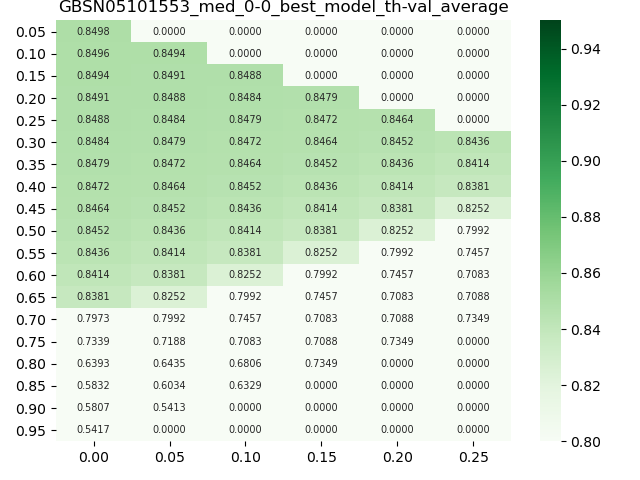 GBSN05101553_med_0-0_best_model_th-val_average
0.05 0.8498 0.0000 0.0000 0.0000 0.0000 0.0000
0.10 0.8496 0.8494 0.0000 0.0000 0.0000 0.0000
0.15 0.8494 0.8491 0.8488 0.0000 0.0000 0.0000
0.20 0.8491 0.8488 0.8484 0.8479 0.0000 0.0000
0.25 0.8488 0.8484 0.8479 0.8472 0.8464 0.0000
0.30 0.8484 0.8479 0.8472 0.8464 0.8452 0.8436
0.35 0.8479 0.8472 0.8464 0.8452 0.8436 0.8414
0.40 0.8472 0.8464 0.8452 0.8436 0.8414 0.8381
0.45 0.8464 0.8452 0.8436 0.8414 0.8381 0.8252
0.50 0.8452 0.8436 0.8414 0.8381 0.8252 0.7992
0.55 0.8436 0.8414 0.8381 0.8252 0.7992 0.7457
0.60 0.8414 0.8381 0.8252 0.7992 0.7457 0.7083
0.65 0.8381 0.8252 0.7992 0.7457 0.7083 0.7088
0.70 0.7973 0.7992 0.7457 0.7083 0.7088 0.7349
0.75 0.7339 0.7188 0.7083 0.7088 0.7349 0.0000
0.80 0.6393 0.6435 0.6806 0.7349 0.0000 0.0000
0.85 0.5832 0.6034 0.6329 0.0000 0.0000 0.0000
0.90 0.5807 0.5413 0.0000 0.0000 0.0000 0.0000
0.95 0.5417 0.0000 0.0000 0.0000 0.0000 0.0000
0.00 0.05 0.10 0.15 0.20 0.25
0.94
0.92
0.90
0.88
0.86
0.84
0.82
0.80